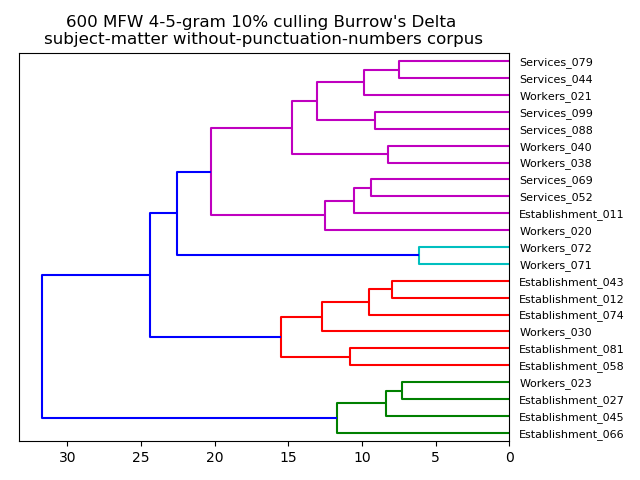 600 MFW 4-5-gram 10% culling Burrow's Delta
subject-matter without-punctuation-numbers corpus
Services_079
Services_044
Workers_021
Services_099
Services_088
Workers_040
Workers_038
Services_069
Services_052
Establishment_011
Workers_020
Workers_072
Workers_071
Establishment_043
Establishment_012
Establishment_074
Workers_030
Establishment_081
Establishment_058
Workers_023
Establishment_027
Establishment_045
Establishment_066
30 25 20 15 10 5 0